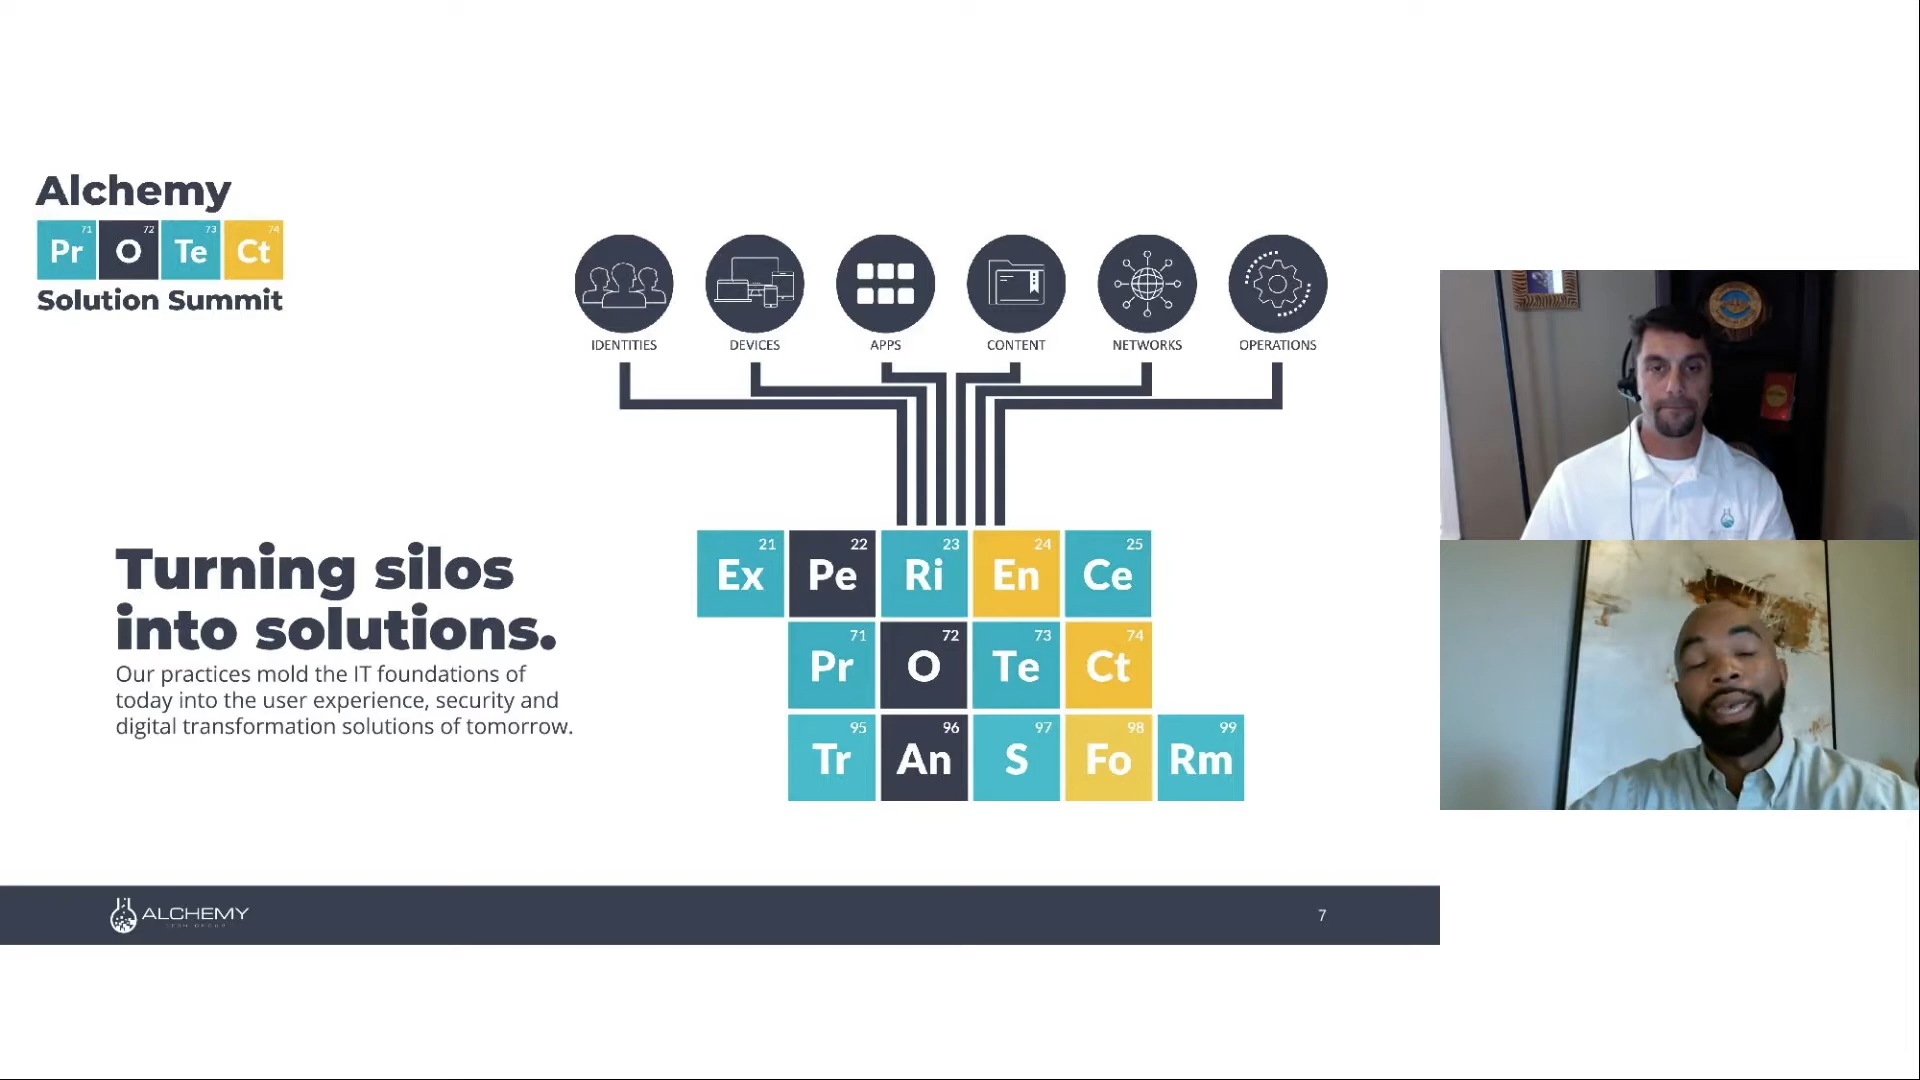 Alchemy
71 72 73 74
Pr O Te Ct
Solution Summit
IDENTITIES DEVICES APPS CONTENT NETWORKS OPERATIONS
Turning silos
into solutions.
Our practices mold the IT foundations of
today into the user experience, security and
digital transformation solutions of tomorrow.
21 22 23 24 25
Ex Pe Ri En Ce
71 72 73 74
Pr O Te Ct
95 96 97 98 99
Tr An S Fo Rm
ALCHEMY
TECH GROUP
7